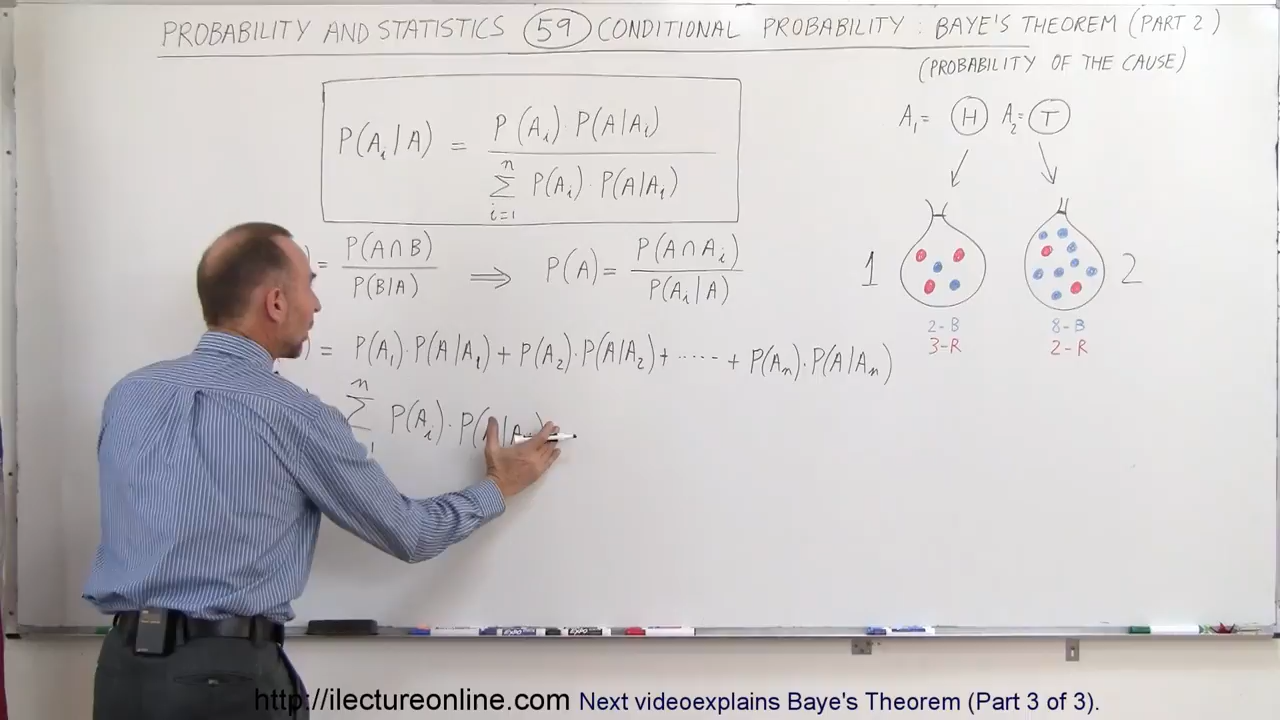 PROBABILITY AND STATISTICS 59 CONDITIONAL PROBABILITY : BAYE'S THEOREM (PART 2)
(PROBABILITY OF THE CAUSE)
A₁ = H A₂ = T
P(Aᵢ|A) = P(Aᵢ)·P(A|Aᵢ) / n Σ i=1 P(Aᵢ)·P(A|Aᵢ)
) = P(A∩B) / P(B|A) ⟹ P(A) = P(A∩Aᵢ) / P(Aᵢ|A)
1 2
2-B 8-B
3-R 2-R
) = P(A₁)·P(A|A₁) + P(A₂)·P(A|A₂) + ····· + P(Aₙ)·P(A|Aₙ)
n Σ P(Aᵢ)·P(
EXPO EXPO
http://ilectureonline.com Next videoexplains Baye's Theorem (Part 3 of 3).